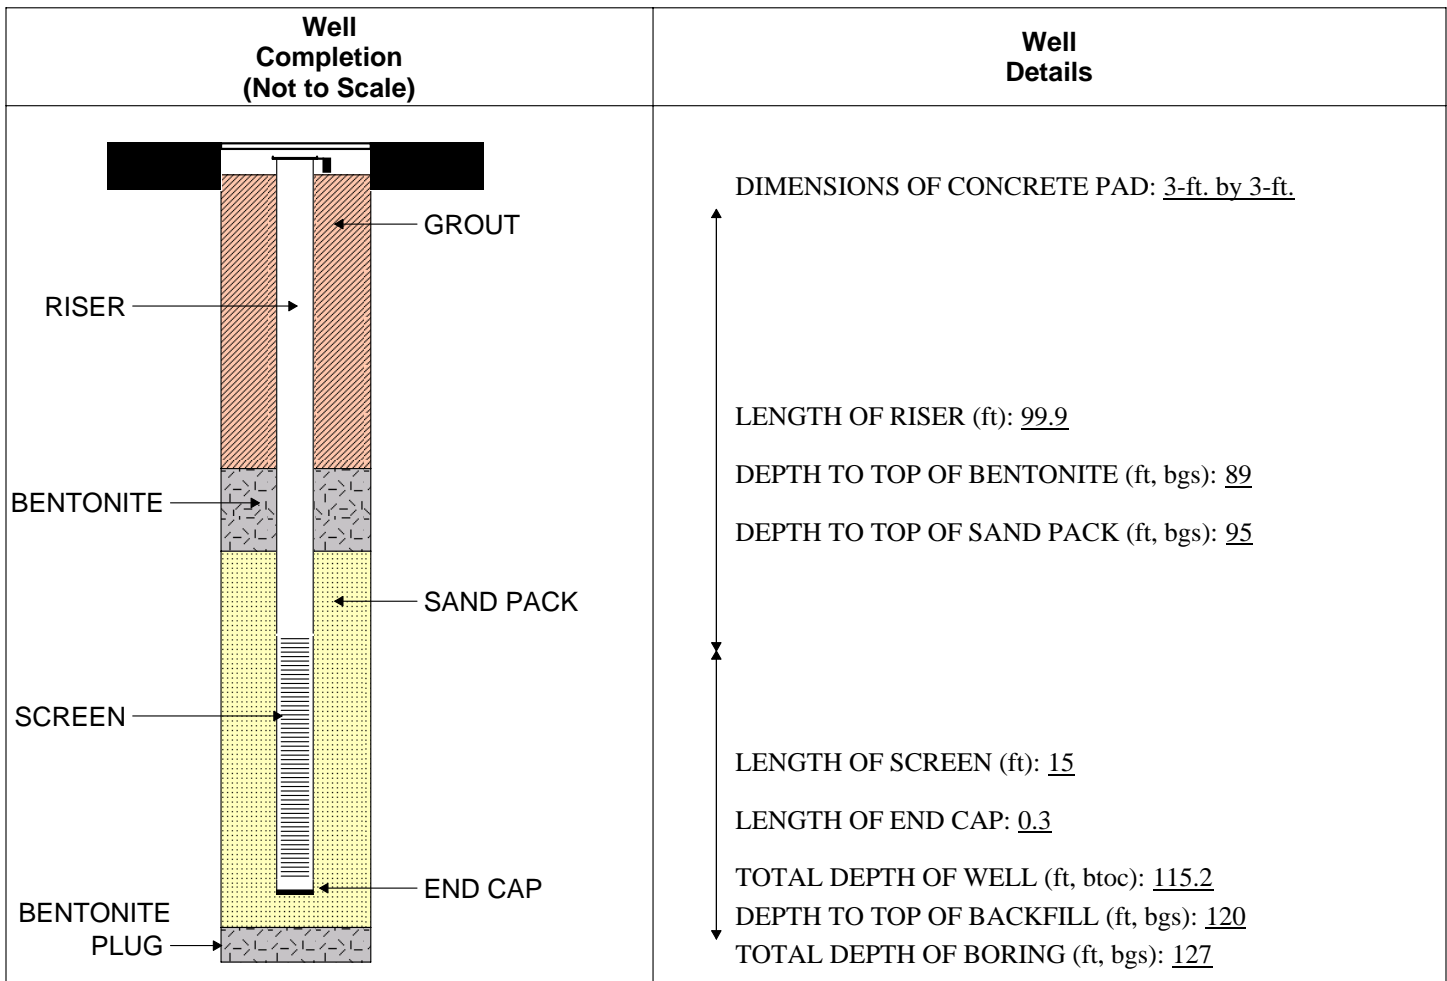 Well
Completion
(Not to Scale)
Well
Details
GROUT
RISER
BENTONITE
SAND PACK
SCREEN
END CAP
BENTONITE
PLUG
DIMENSIONS OF CONCRETE PAD: 3-ft. by 3-ft.
LENGTH OF RISER (ft): 99.9
DEPTH TO TOP OF BENTONITE (ft, bgs): 89
DEPTH TO TOP OF SAND PACK (ft, bgs): 95
LENGTH OF SCREEN (ft): 15
LENGTH OF END CAP: 0.3
TOTAL DEPTH OF WELL (ft, btoc): 115.2
DEPTH TO TOP OF BACKFILL (ft, bgs): 120
TOTAL DEPTH OF BORING (ft, bgs): 127